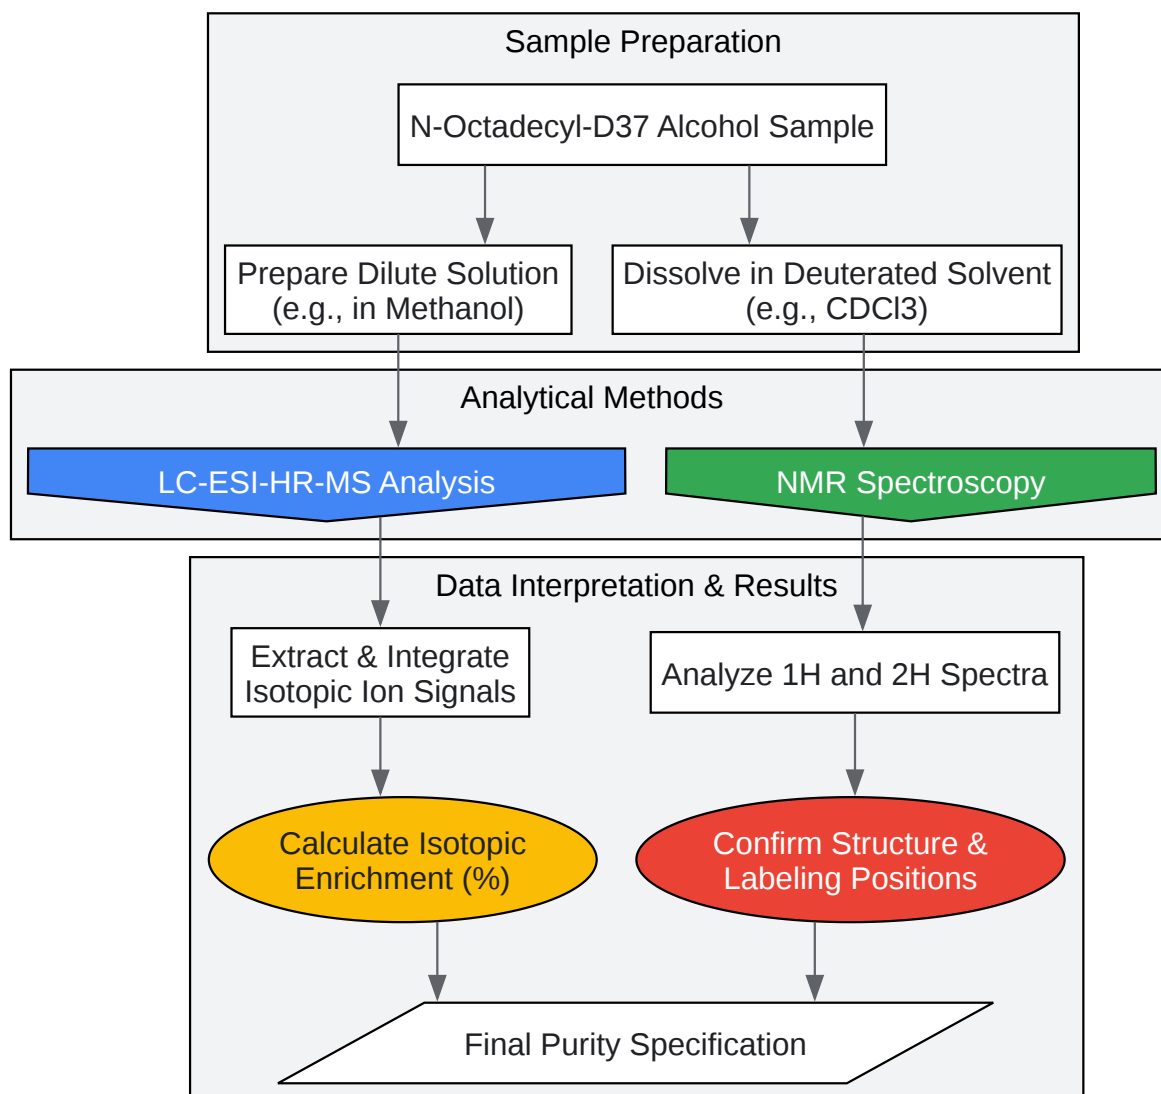 Sample Preparation
N-Octadecyl-D37 Alcohol Sample
Prepare Dilute Solution
(e.g., in Methanol)
Dissolve in Deuterated Solvent
(e.g., CDCl3)
Analytical Methods
LC-ESI-HR-MS Analysis
NMR Spectroscopy
Data Interpretation & Results
Extract & Integrate
Isotopic Ion Signals
Analyze 1H and 2H Spectra
Calculate Isotopic
Enrichment (%)
Confirm Structure &
Labeling Positions
Final Purity Specification